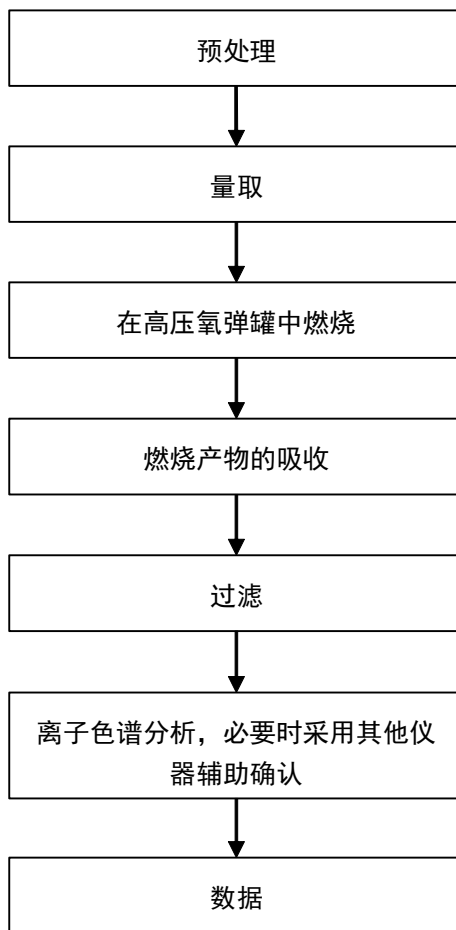 预处理
量取
在高压氧弹罐中燃烧
燃烧产物的吸收
过滤
离子色谱分析，必要时采用其他仪
器辅助确认
数据